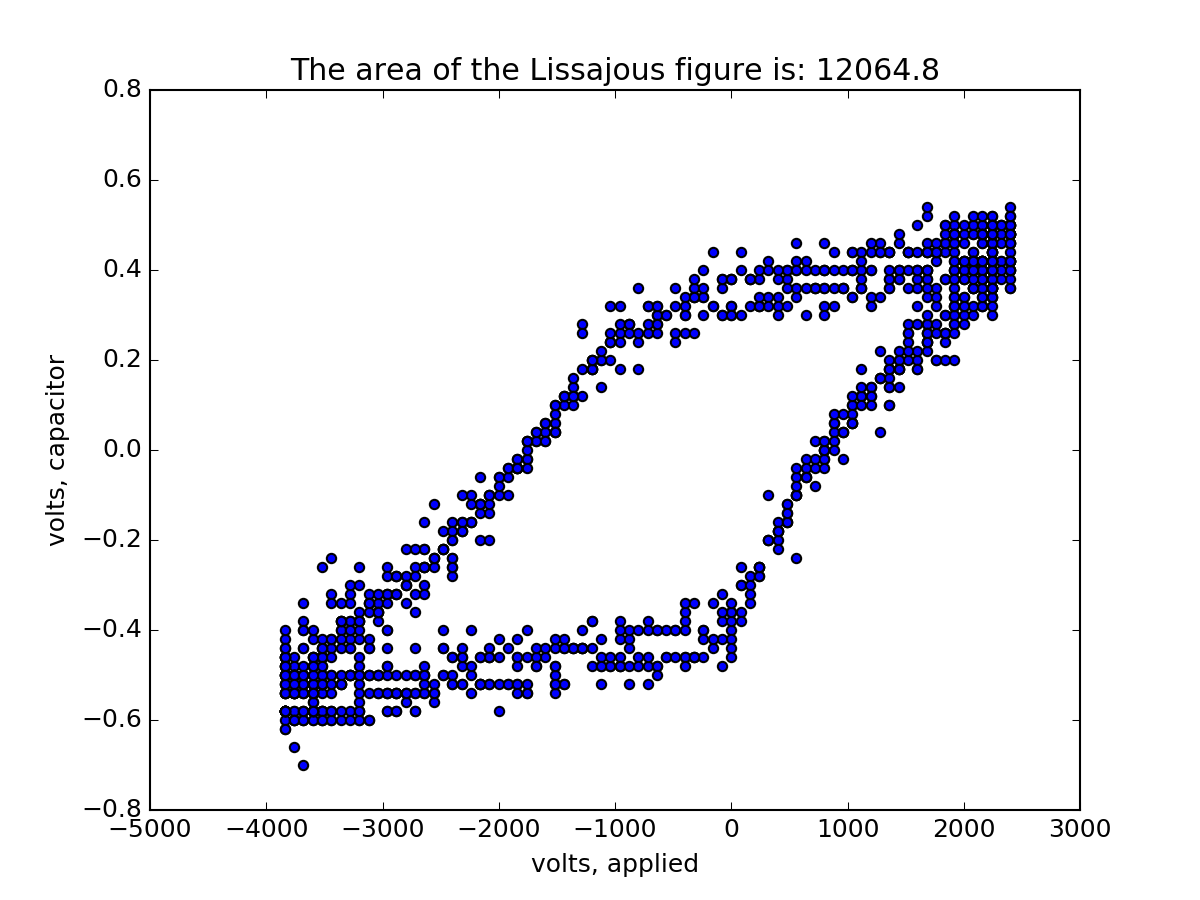 The area of the Lissajous figure is: 12064.8
0.8
0.6
0.4
0.2
0.0
−0.2
−0.4
−0.6
−0.8
volts, capacitor
−5000 −4000 −3000 −2000 −1000 0 1000 2000 3000
volts, applied